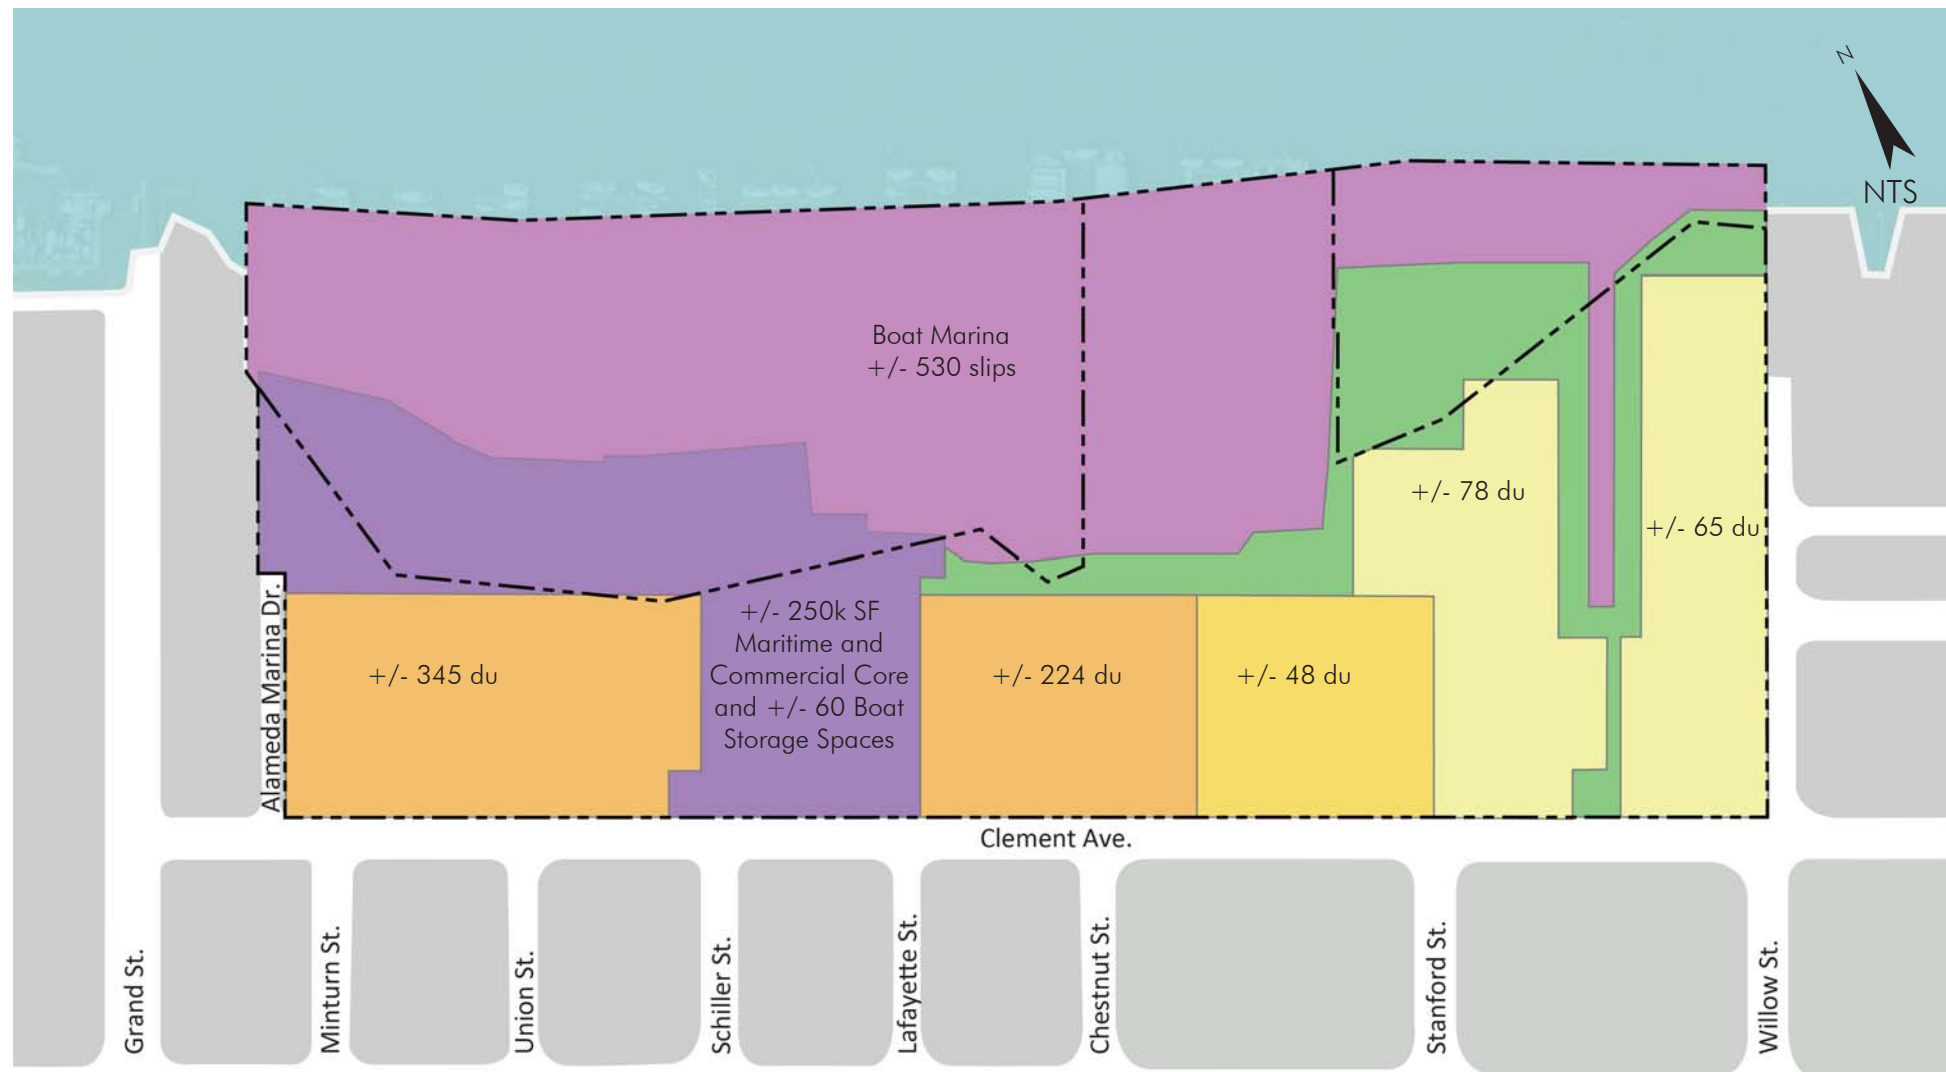 N
NTS
Boat Marina
+/- 530 slips
+/- 78 du
+/- 65 du
+/- 250k SF
Maritime and
Commercial Core
and +/- 60 Boat
Storage Spaces
+/- 345 du
+/- 224 du
+/- 48 du
Alameda Marina Dr.
Clement Ave.
Grand St.
Minturn St.
Union St.
Schiller St.
Lafayette St.
Chestnut St.
Stanford St.
Willow St.